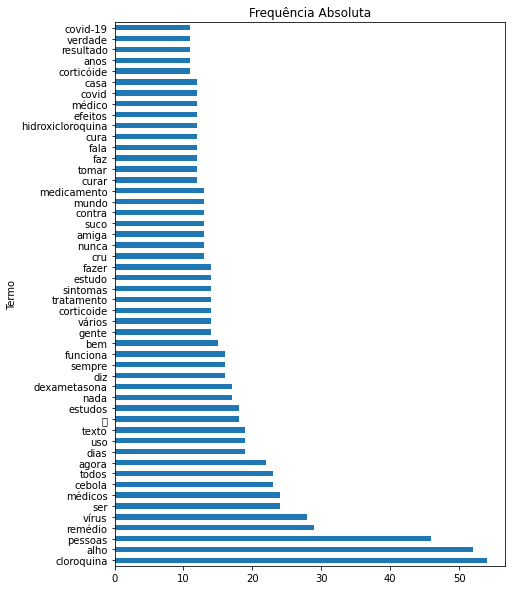 Frequência Absoluta
covid-19
verdade
resultado
anos
corticóide
casa
covid
médico
efeitos
hidroxicloroquina
cura
fala
faz
tomar
curar
medicamento
mundo
contra
suco
amiga
nunca
cru
fazer
estudo
sintomas
tratamento
corticoide
vários
gente
bem
funciona
sempre
diz
dexametasona
nada
estudos
texto
uso
dias
agora
todos
cebola
médicos
ser
vírus
remédio
pessoas
alho
cloroquina
Termo
0 10 20 30 40 50